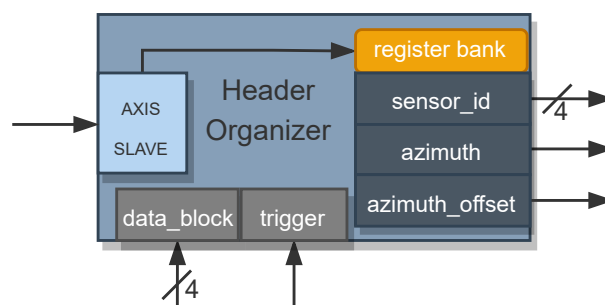 register bank
Header
Organizer
AXIS
SLAVE
sensor_id
4
azimuth
azimuth_offset
data_block
trigger
4